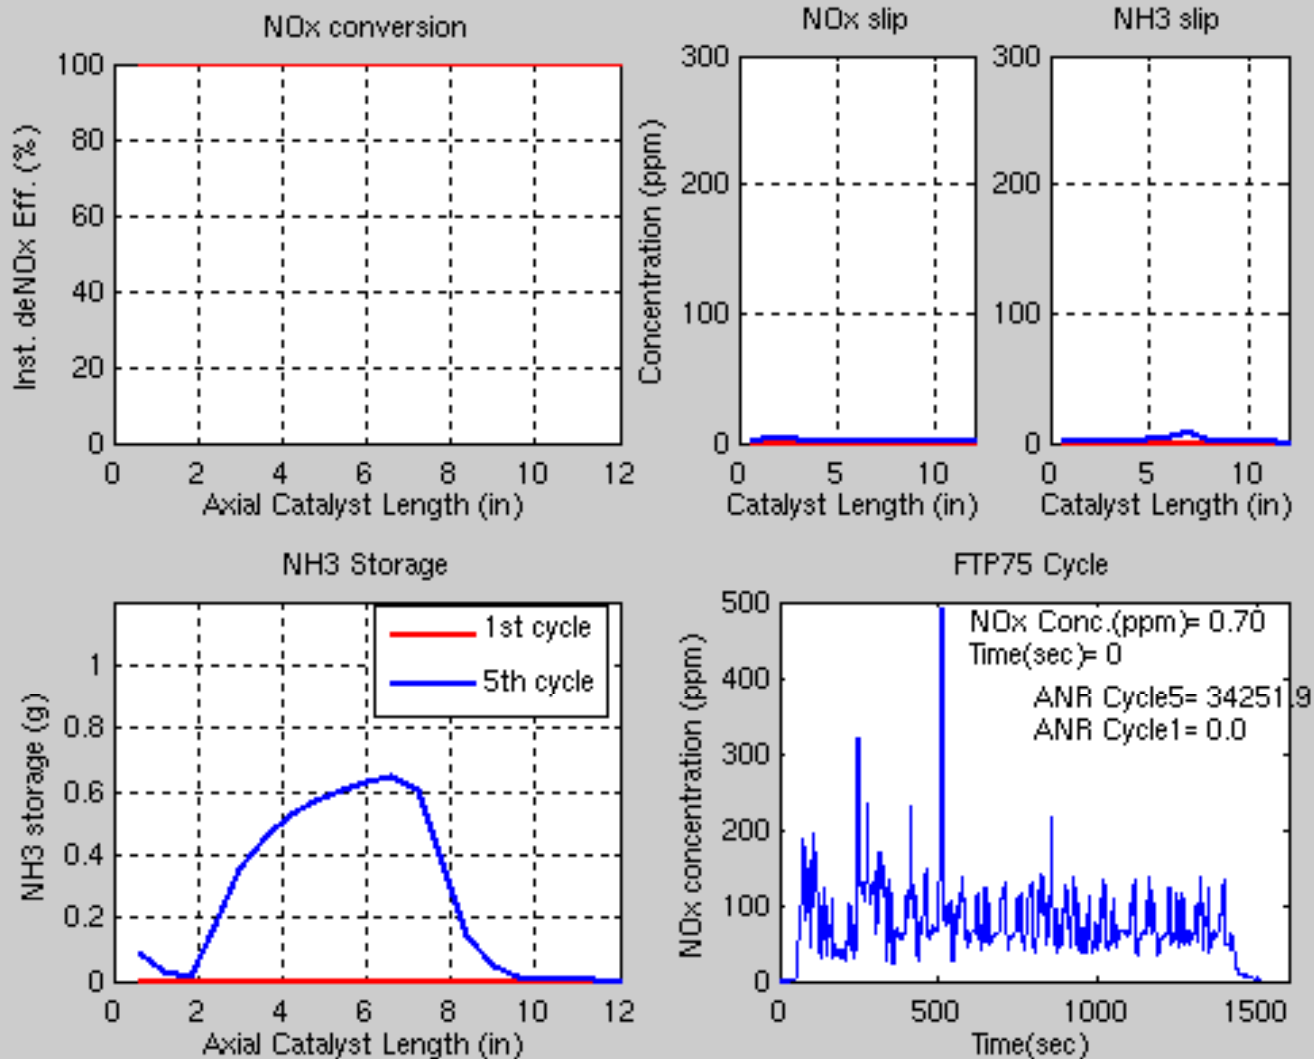 NOx conversion
100
80
60
40
20
0
Inst. deNOx Eff. (%)
0 2 4 6 8 10 12
Axial Catalyst Length (in)
NOx slip
300
200
100
0
Concentration (ppm)
0 5 10
Catalyst Length (in)
NH3 slip
300
200
100
0
0 5 10
Catalyst Length (in)
NH3 Storage
1st cycle
5th cycle
1
0.8
0.6
0.4
0.2
0
NH3 storage (g)
0 2 4 6 8 10 12
Axial Catalyst Length (in)
FTP75 Cycle
NOx Conc.(ppm)= 0.70
Time(sec)= 0
ANR Cycle5= 34251.9
ANR Cycle1= 0.0
500
400
300
200
100
0
NOx concentration (ppm)
0 500 1000 1500
Time(sec)